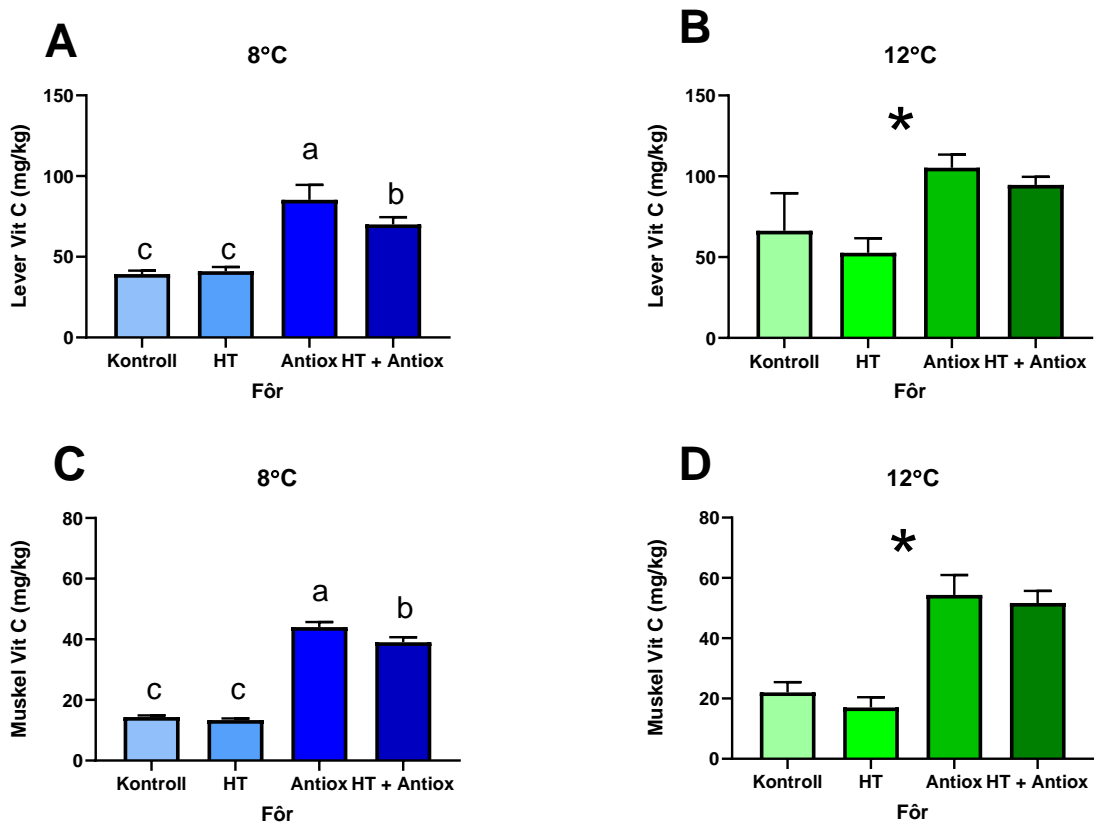 A
8°C
Lever Vit C (mg/kg)
150
100
50
0
c
c
a
b
Kontroll HT Antiox HT + Antiox
Fôr
B
12°C
Lever Vit C (mg/kg)
150
100
50
0
*
Kontroll HT Antiox HT + Antiox
Fôr
C
8°C
Muskel Vit C (mg/kg)
80
60
40
20
0
c
c
a
b
Kontroll HT Antiox HT + Antiox
Fôr
D
12°C
Muskel Vit C (mg/kg)
80
60
40
20
0
*
Kontroll HT Antiox HT + Antiox
Fôr